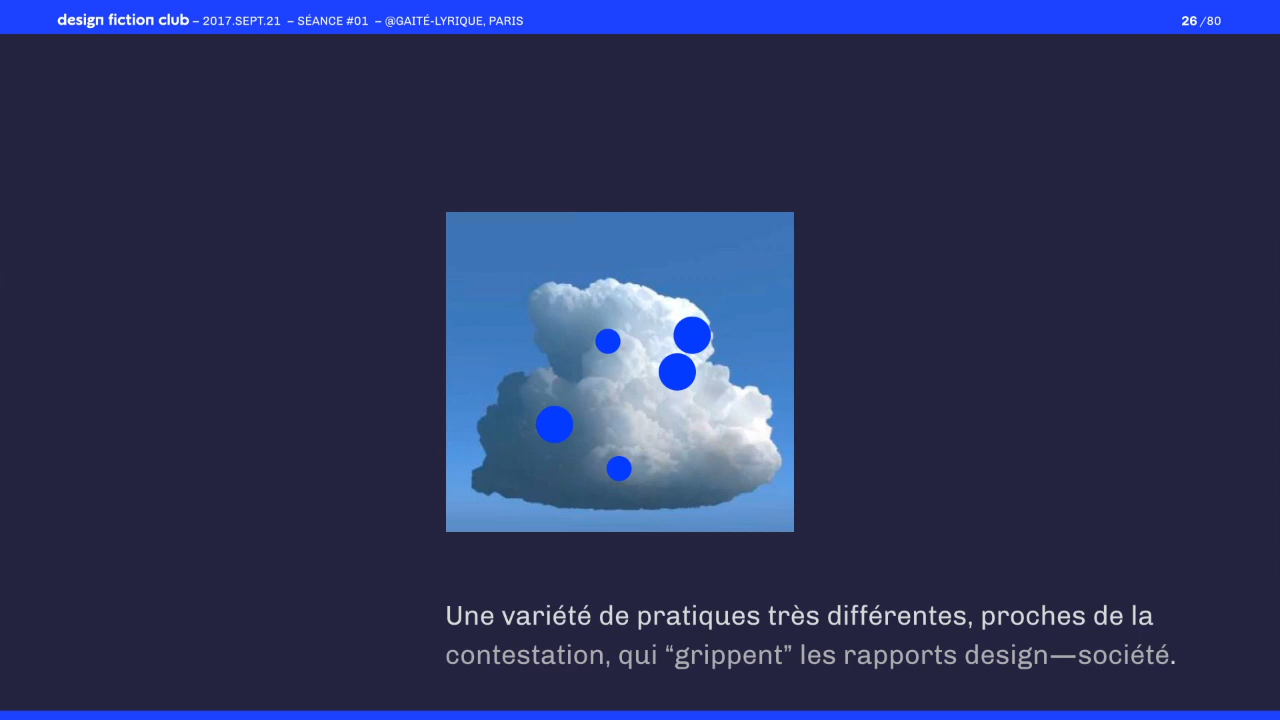 design fiction club – 2017.SEPT.21 – SÉANCE #01 – @GAITÉ-LYRIQUE, PARIS
26 /80
Une variété de pratiques très différentes, proches de la
contestation, qui “grippent” les rapports design—société.